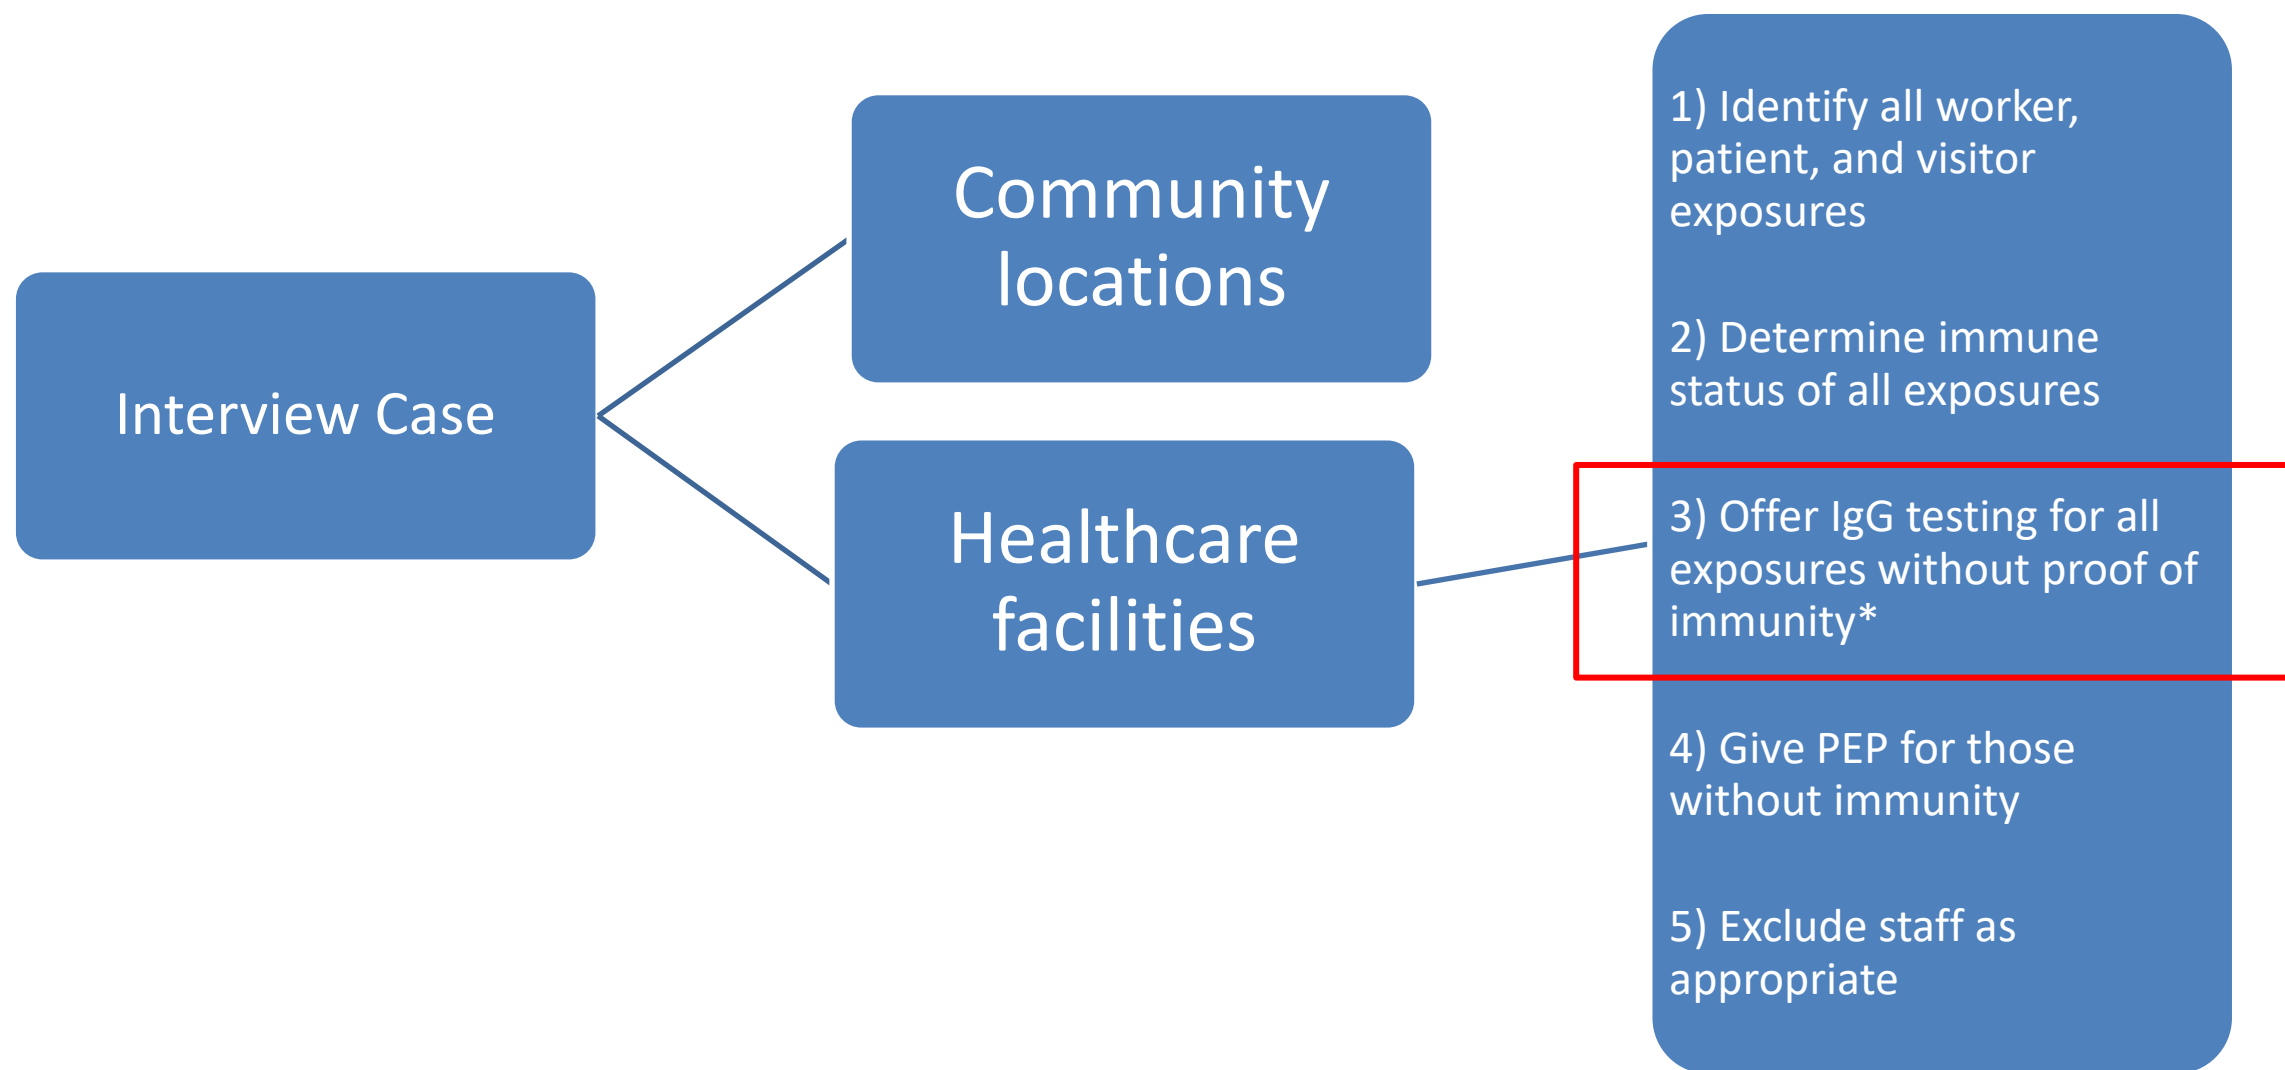 Interview Case
Community
locations
Healthcare
facilities
1) Identify all worker,
patient, and visitor
exposures
2) Determine immune
status of all exposures
3) Offer IgG testing for all
exposures without proof of
immunity*
4) Give PEP for those
without immunity
5) Exclude staff as
appropriate